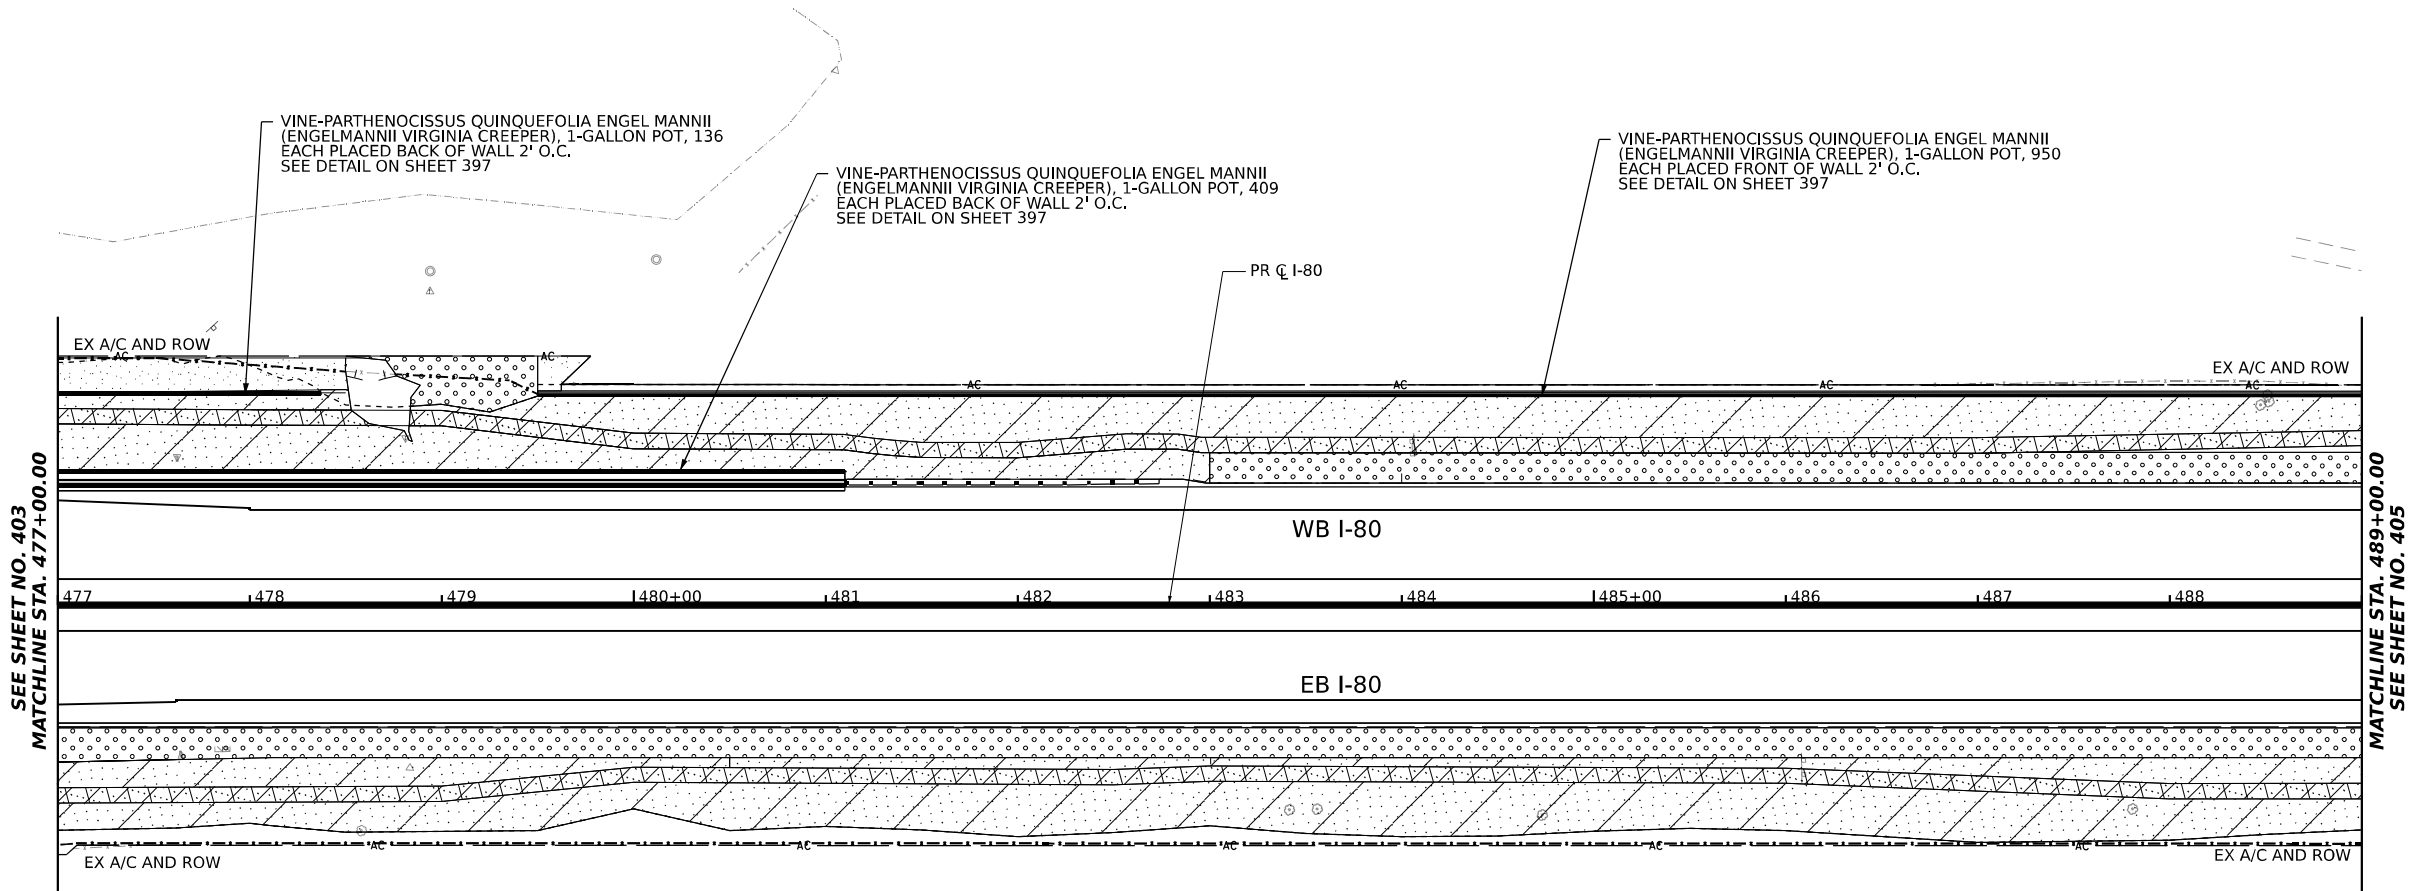 VINE-PARTHENOCISSUS QUINQUEFOLIA ENGEL MANNII
(ENGELMANNII VIRGINIA CREEPER), 1-GALLON POT, 136
EACH PLACED BACK OF WALL 2' O.C.
SEE DETAIL ON SHEET 397
VINE-PARTHENOCISSUS QUINQUEFOLIA ENGEL MANNII
(ENGELMANNII VIRGINIA CREEPER), 1-GALLON POT, 409
EACH PLACED BACK OF WALL 2' O.C.
SEE DETAIL ON SHEET 397
VINE-PARTHENOCISSUS QUINQUEFOLIA ENGEL MANNII
(ENGELMANNII VIRGINIA CREEPER), 1-GALLON POT, 950
EACH PLACED FRONT OF WALL 2' O.C.
SEE DETAIL ON SHEET 397
PR ℄ I-80
EX A/C AND ROW
AC
AC
EX A/C AND ROW
AC
AC
AC
AC
WB I-80
477
478
479
480+00
481
482
483
484
485+00
486
487
488
EB I-80
SEE SHEET NO. 403
MATCHLINE STA. 477+00.00
MATCHLINE STA. 489+00.00
SEE SHEET NO. 405
AC
AC
AC
AC
AC
EX A/C AND ROW
EX A/C AND ROW